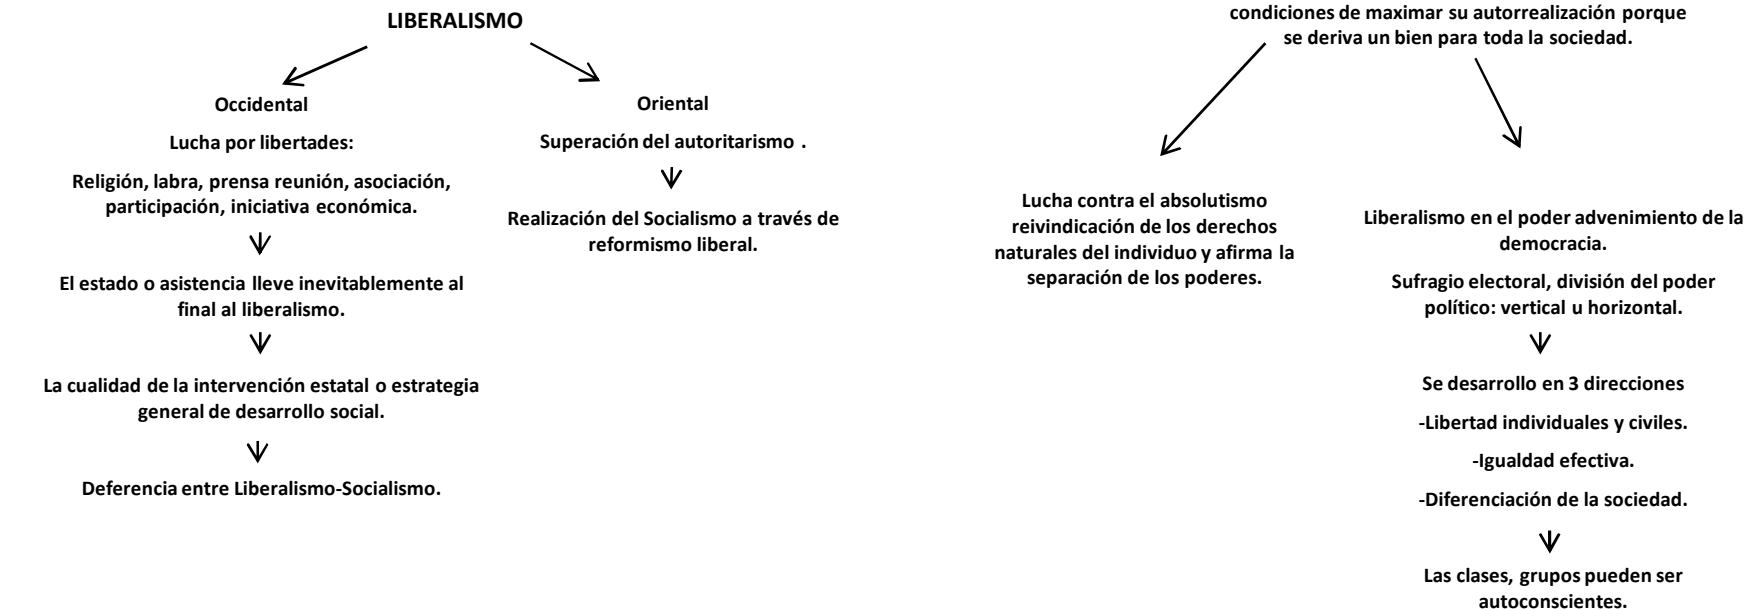 LIBERALISMO
Occidental
Lucha por libertades:
Religión, labra, prensa reunión, asociación,
participación, iniciativa económica.
El estado o asistencia lleve inevitablemente al
final al liberalismo.
La cualidad de la intervención estatal o estrategia
general de desarrollo social.
Deferencia entre Liberalismo-Socialismo.
Oriental
Superación del autoritarismo .
Realización del Socialismo a través de
reformismo liberal.
condiciones de maximar su autorrealización porque
se deriva un bien para toda la sociedad.
Lucha contra el absolutismo
reivindicación de los derechos
naturales del individuo y afirma la
separación de los poderes.
Liberalismo en el poder advenimiento de la
democracia.
Sufragio electoral, división del poder
político: vertical u horizontal.
Se desarrollo en 3 direcciones
-Libertad individuales y civiles.
-Igualdad efectiva.
-Diferenciación de la sociedad.
Las clases, grupos pueden ser
autoconscientes.